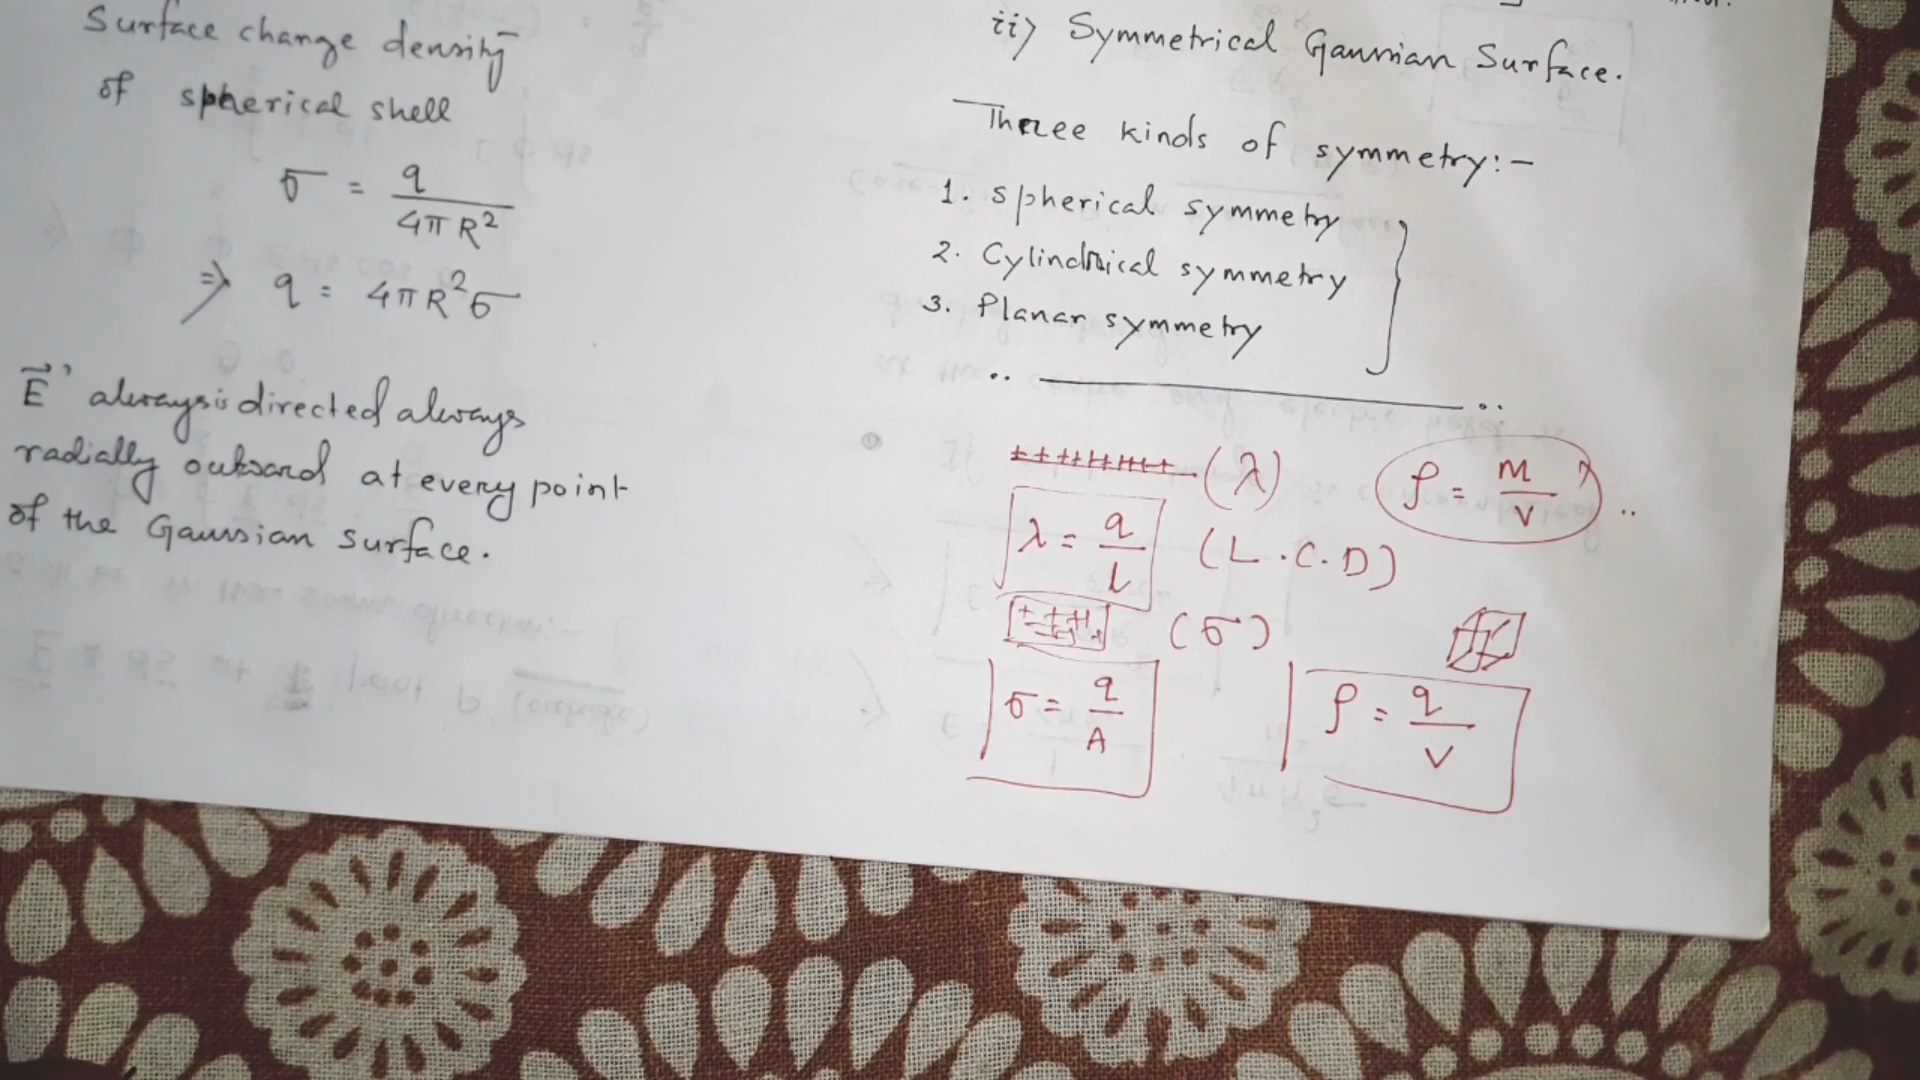 Surface change density
of spherical shell
σ = q / 4πR²
⇒ q = 4πR²σ
E⃗ always is directed always
radially outward at every point
of the Gaussian surface.
ii) Symmetrical Gaussian Surface.
Three kinds of symmetry:-
1. Spherical symmetry
2. Cylindrical symmetry
3. Planar symmetry
+++++++++ (λ)
ρ = M / V
λ = q / l (L.C.D)
(σ)
σ = q / A
ρ = q / V